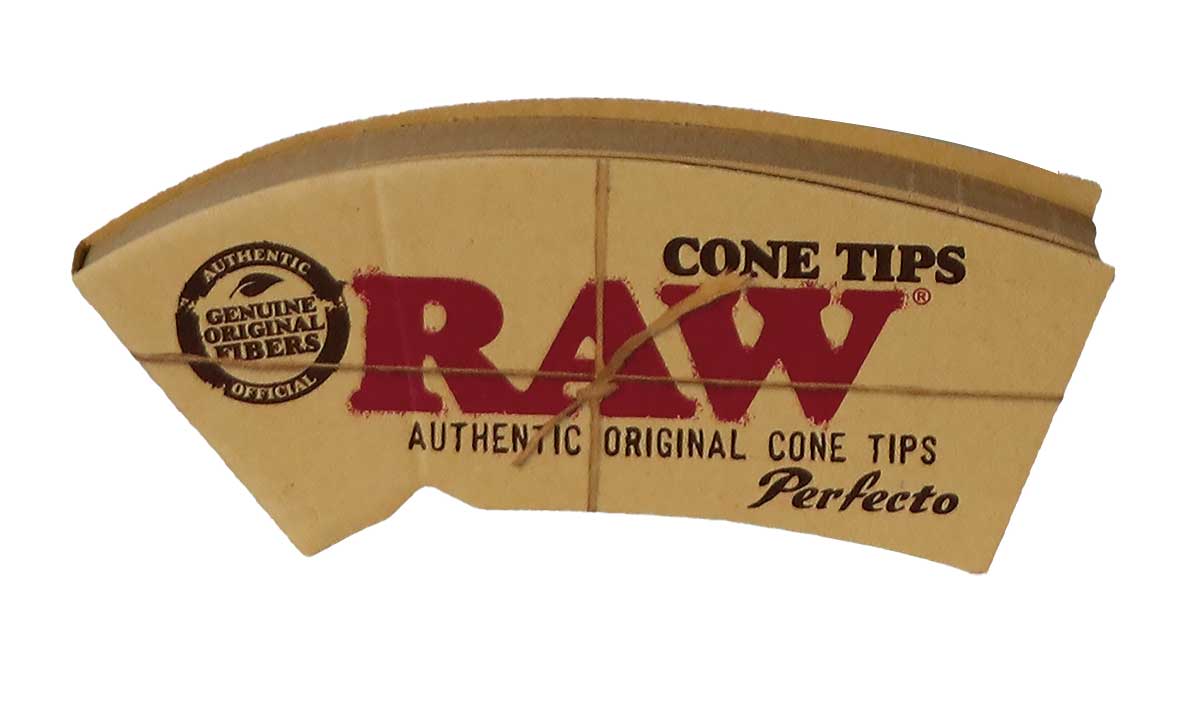 AUTHENTIC
GENUINE
ORIGINAL
FIBERS
OFFICIAL
CONE TIPS
RAW®
AUTHENTIC ORIGINAL CONE TIPS
Perfecto